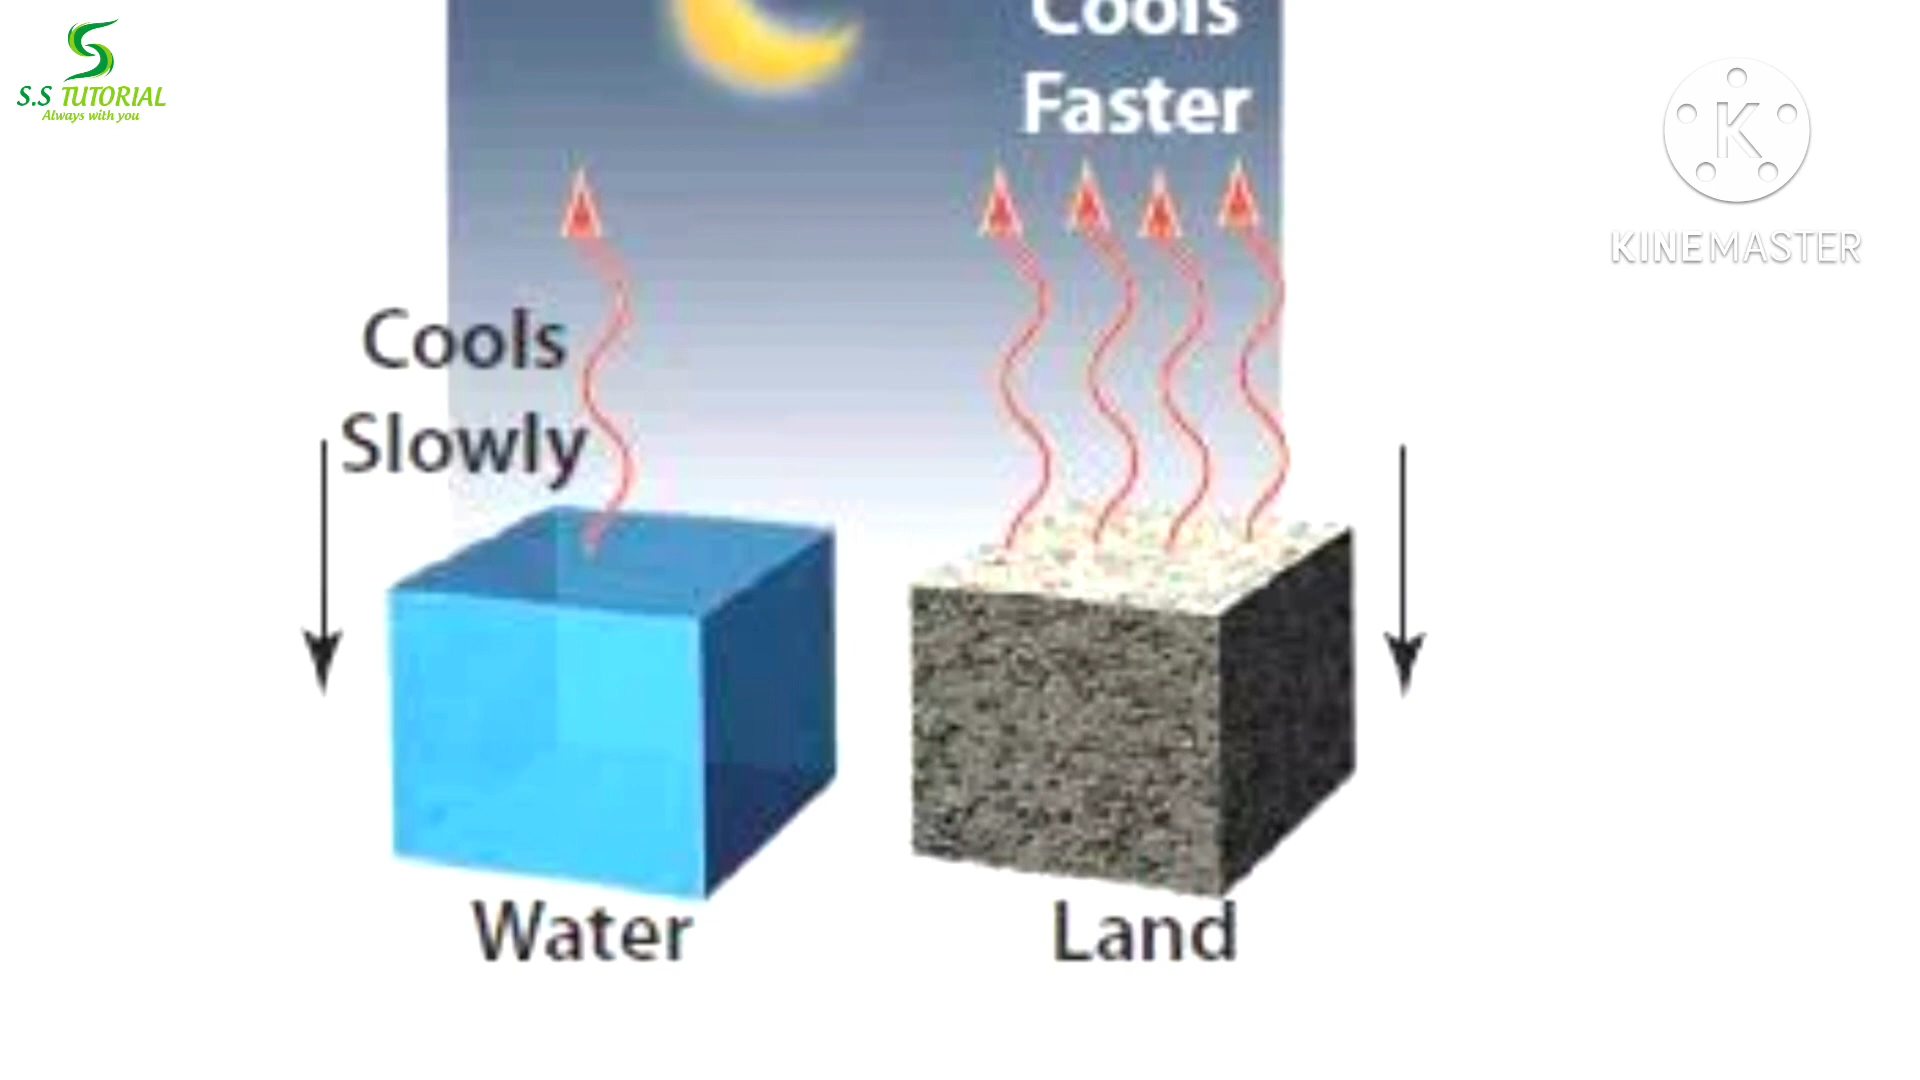 S.S TUTORIAL
Always with you
Cools
Faster
K
KINEMASTER
Cools
Slowly
Water
Land